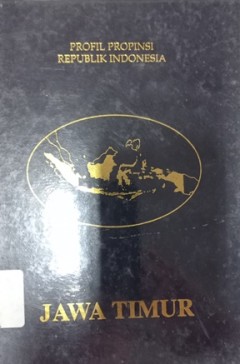 PROFIL PROPINSI
REPUBLIK INDONESIA
JAWA TIMUR